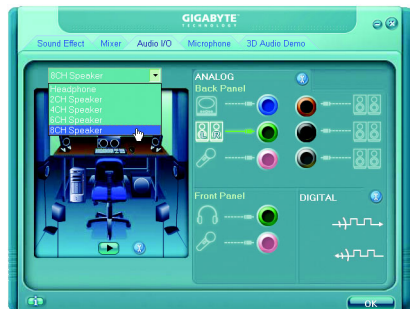 GIGABYTE
TECHNOLOGY
Sound Effect Mixer Audio I/O Microphone 3D Audio Demo
8CH Speaker
Headphone
2CH Speaker
4CH Speaker
6CH Speaker
8CH Speaker
ANALOG
Back Panel
L R
Front Panel
DIGITAL
OK